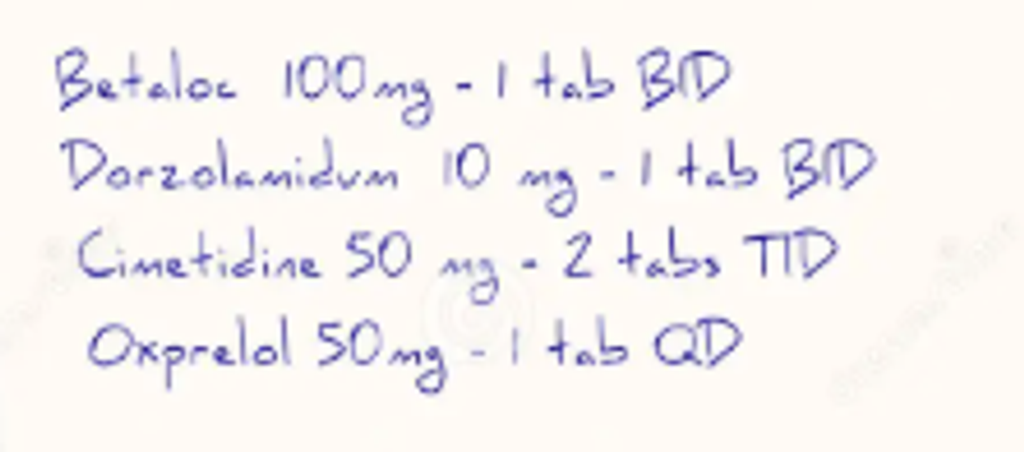 Betaloc 100mg - 1 tab BID
Dorzolamidum 10 mg - 1 tab BID
Cimetidine 50 mg - 2 tabs TID
Oxprelol 50mg - 1 tab QD